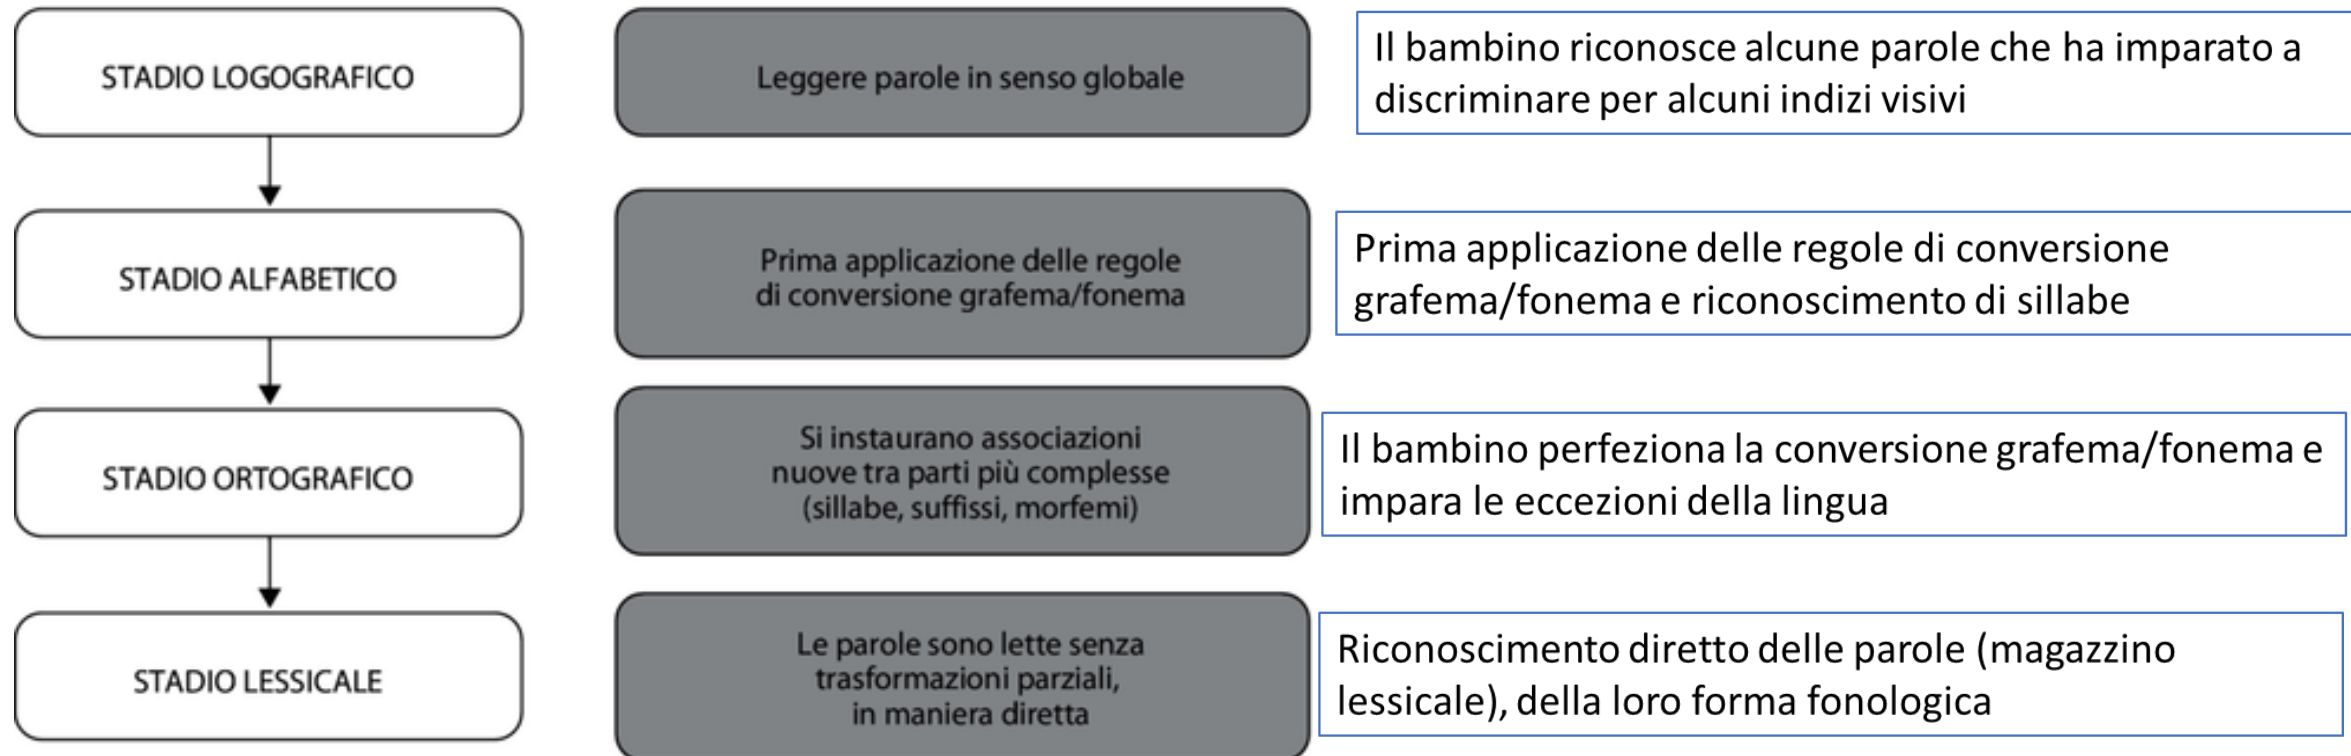 STADIO LOGOGRAFICO
Leggere parole in senso globale
Il bambino riconosce alcune parole che ha imparato a
discriminare per alcuni indizi visivi
STADIO ALFABETICO
Prima applicazione delle regole
di conversione grafema/fonema
Prima applicazione delle regole di conversione
grafema/fonema e riconoscimento di sillabe
STADIO ORTOGRAFICO
Si instaurano associazioni
nuove tra parti più complesse
(sillabe, suffissi, morfemi)
Il bambino perfeziona la conversione grafema/fonema e
impara le eccezioni della lingua
STADIO LESSICALE
Le parole sono lette senza
trasformazioni parziali,
in maniera diretta
Riconoscimento diretto delle parole (magazzino
lessicale), della loro forma fonologica